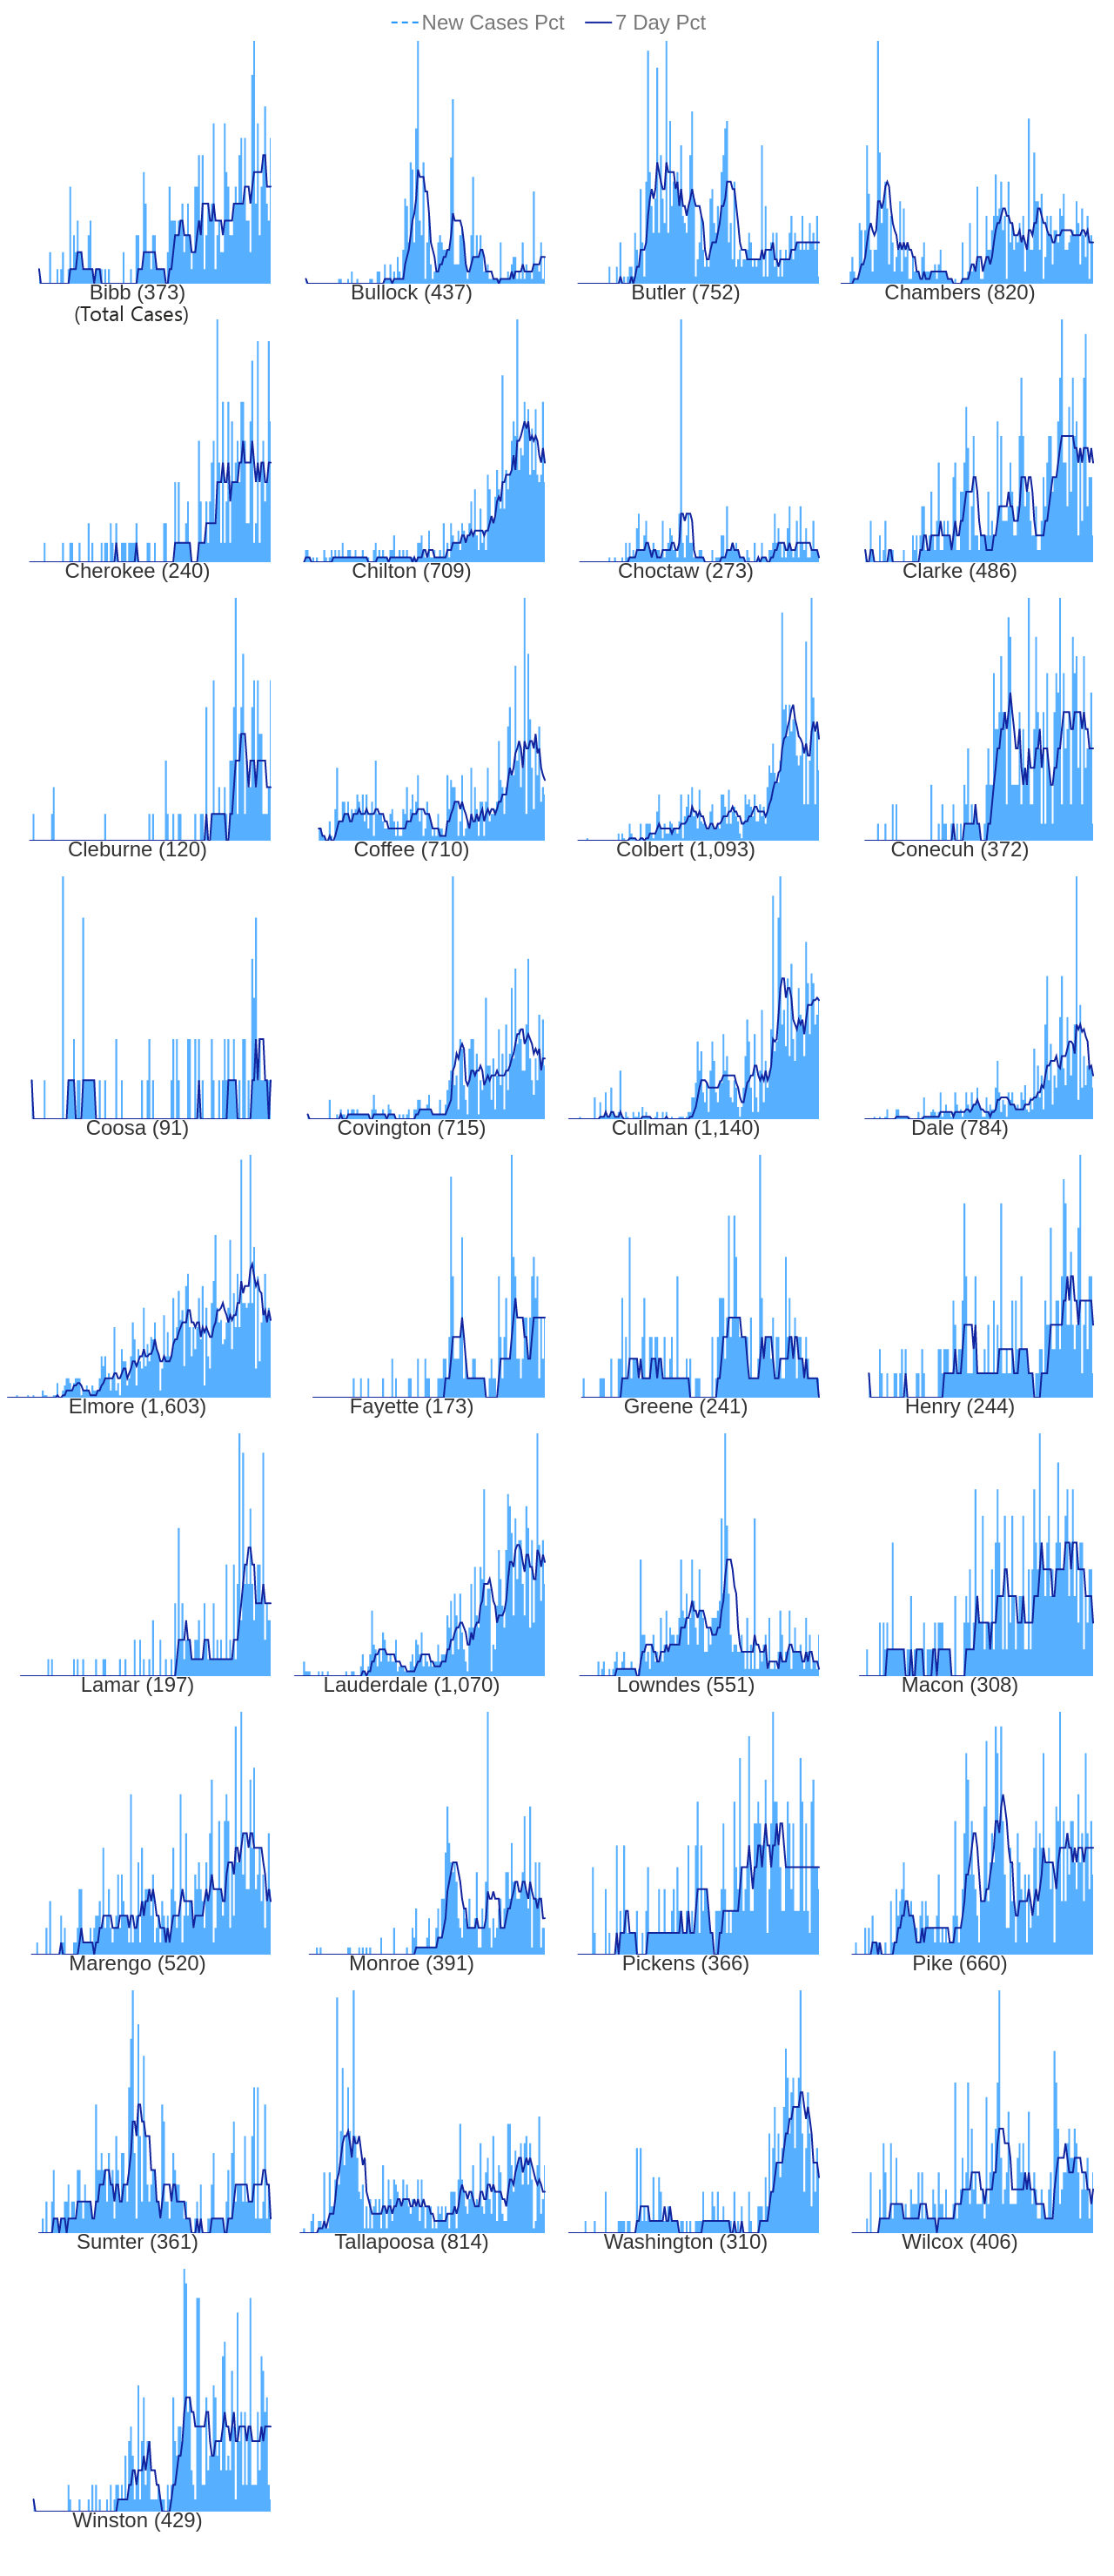 New Cases Pct 7 Day Pct
Bibb (373) Bullock (437) Butler (752) Chambers (820)
(Total Cases)
Cherokee (240) Chilton (709) Choctaw (273) Clarke (486)
Cleburne (120) Coffee (710) Colbert (1,093) Conecuh (372)
Coosa (91) Covington (715) Cullman (1,140) Dale (784)
Elmore (1,603) Fayette (173) Greene (241) Henry (244)
Lamar (197) Lauderdale (1,070) Lowndes (551) Macon (308)
Marengo (520) Monroe (391) Pickens (366) Pike (660)
Sumter (361) Tallapoosa (814) Washington (310) Wilcox (406)
Winston (429)